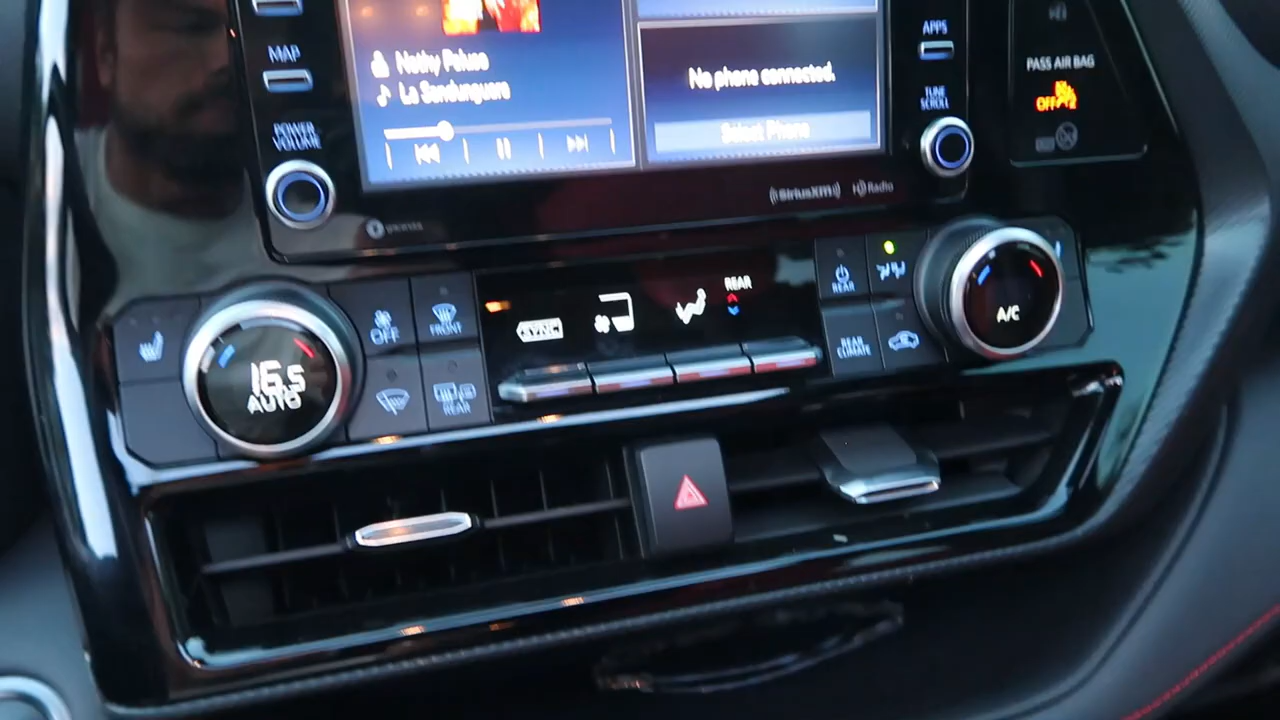 MAP
POWER
VOLUME
Nathy Peluso
La Sandunguera
No phone connected.
Select Phone
APPS
TUNE
SCROLL
PASS AIR BAG
OFF
SiriusXM
HD Radio
OFF
FRONT
REAR
16.5
AUTO
SYNC
REAR
REAR
REAR
CLIMATE
A/C